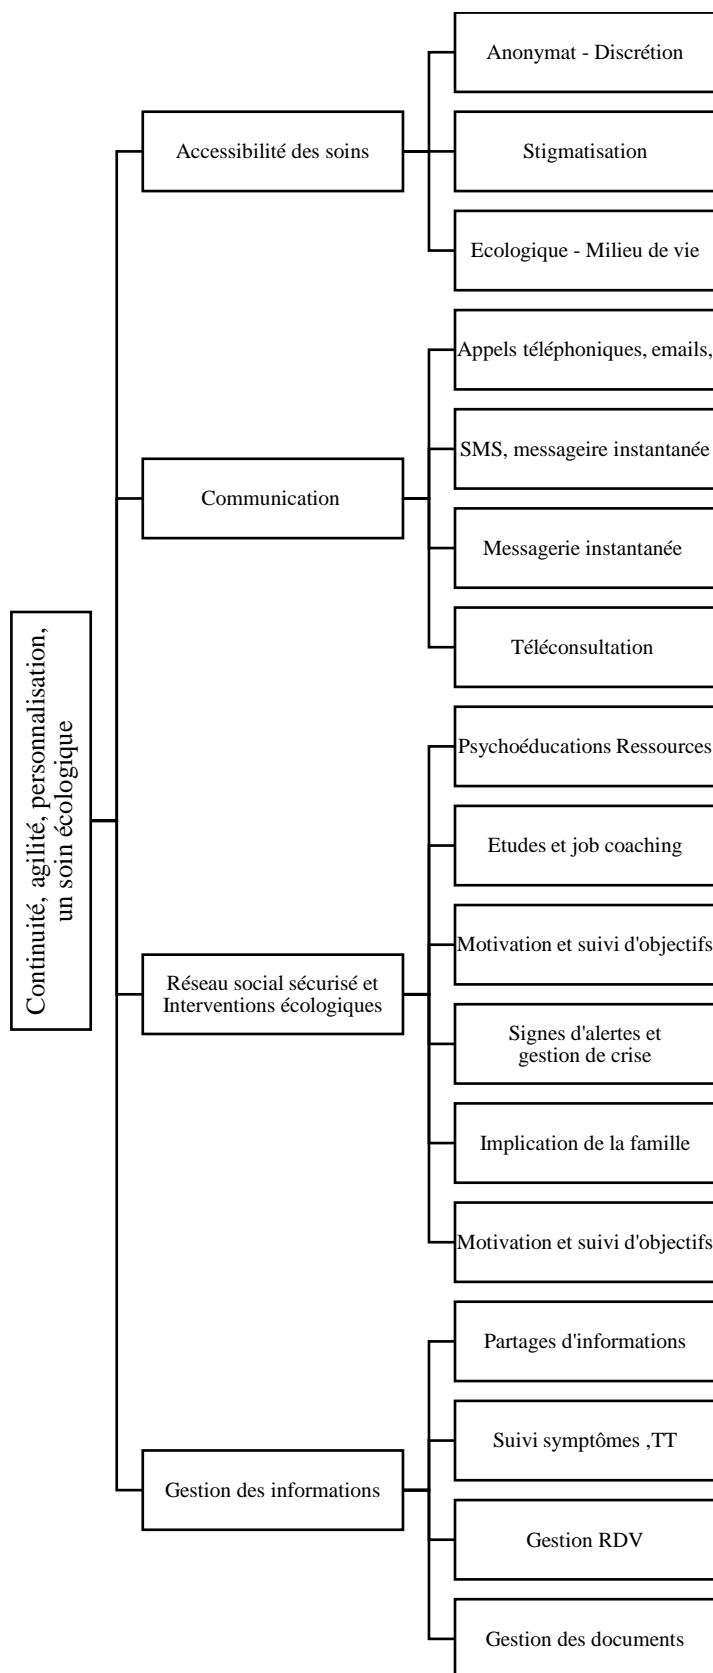 Continuité, agilité, personnalisation,
un soin écologique
Accessibilité des soins
Anonymat - Discrétion
Stigmatisation
Ecologique - Milieu de vie
Communication
Appels téléphoniques, emails,
SMS, messageire instantanée
Messagerie instantanée
Téléconsultation
Réseau social sécurisé et
Interventions écologiques
Psychoéducations Ressources
Etudes et job coaching
Motivation et suivi d'objectifs
Signes d'alertes et
gestion de crise
Implication de la famille
Motivation et suivi d'objectifs
Gestion des informations
Partages d'informations
Suivi symptômes ,TT
Gestion RDV
Gestion des documents